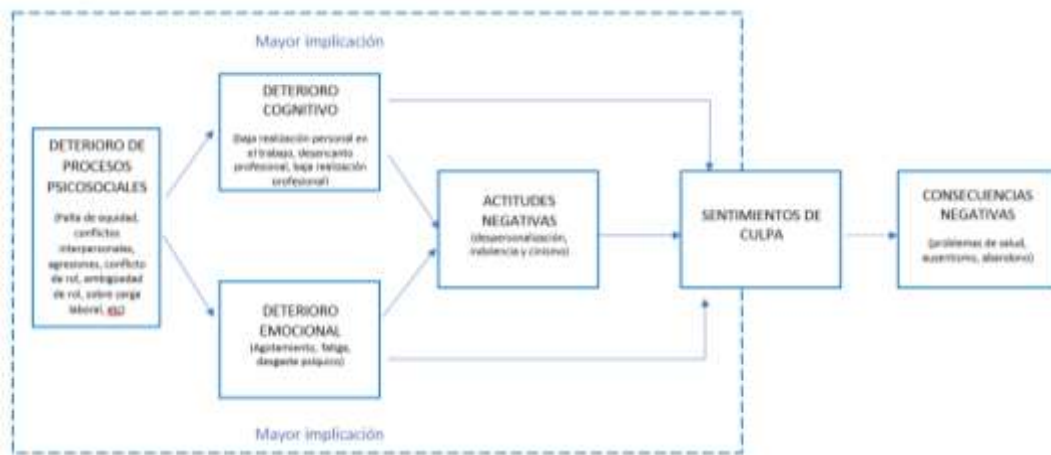 Mayor implicación
DETERIORO DE
PROCESOS
PSICOSOCIALES
(Falta de equidad,
conflictos
interpersonales,
agresiones, conflicto
de rol, ambigüedad
de rol, sobre carga
laboral, etc)
DETERIORO
COGNITIVO
(baja realización personal en
el trabajo, desencanto
profesional, baja realización
profesional)
DETERIORO
EMOCIONAL
(Agotamiento, fatiga,
desgaste psíquico)
ACTITUDES
NEGATIVAS
(despersonalización,
indolencia y cinismo)
SENTIMIENTOS DE
CULPA
CONSECUENCIAS
NEGATIVAS
(problemas de salud,
ausentismo, abandono)
Mayor implicación